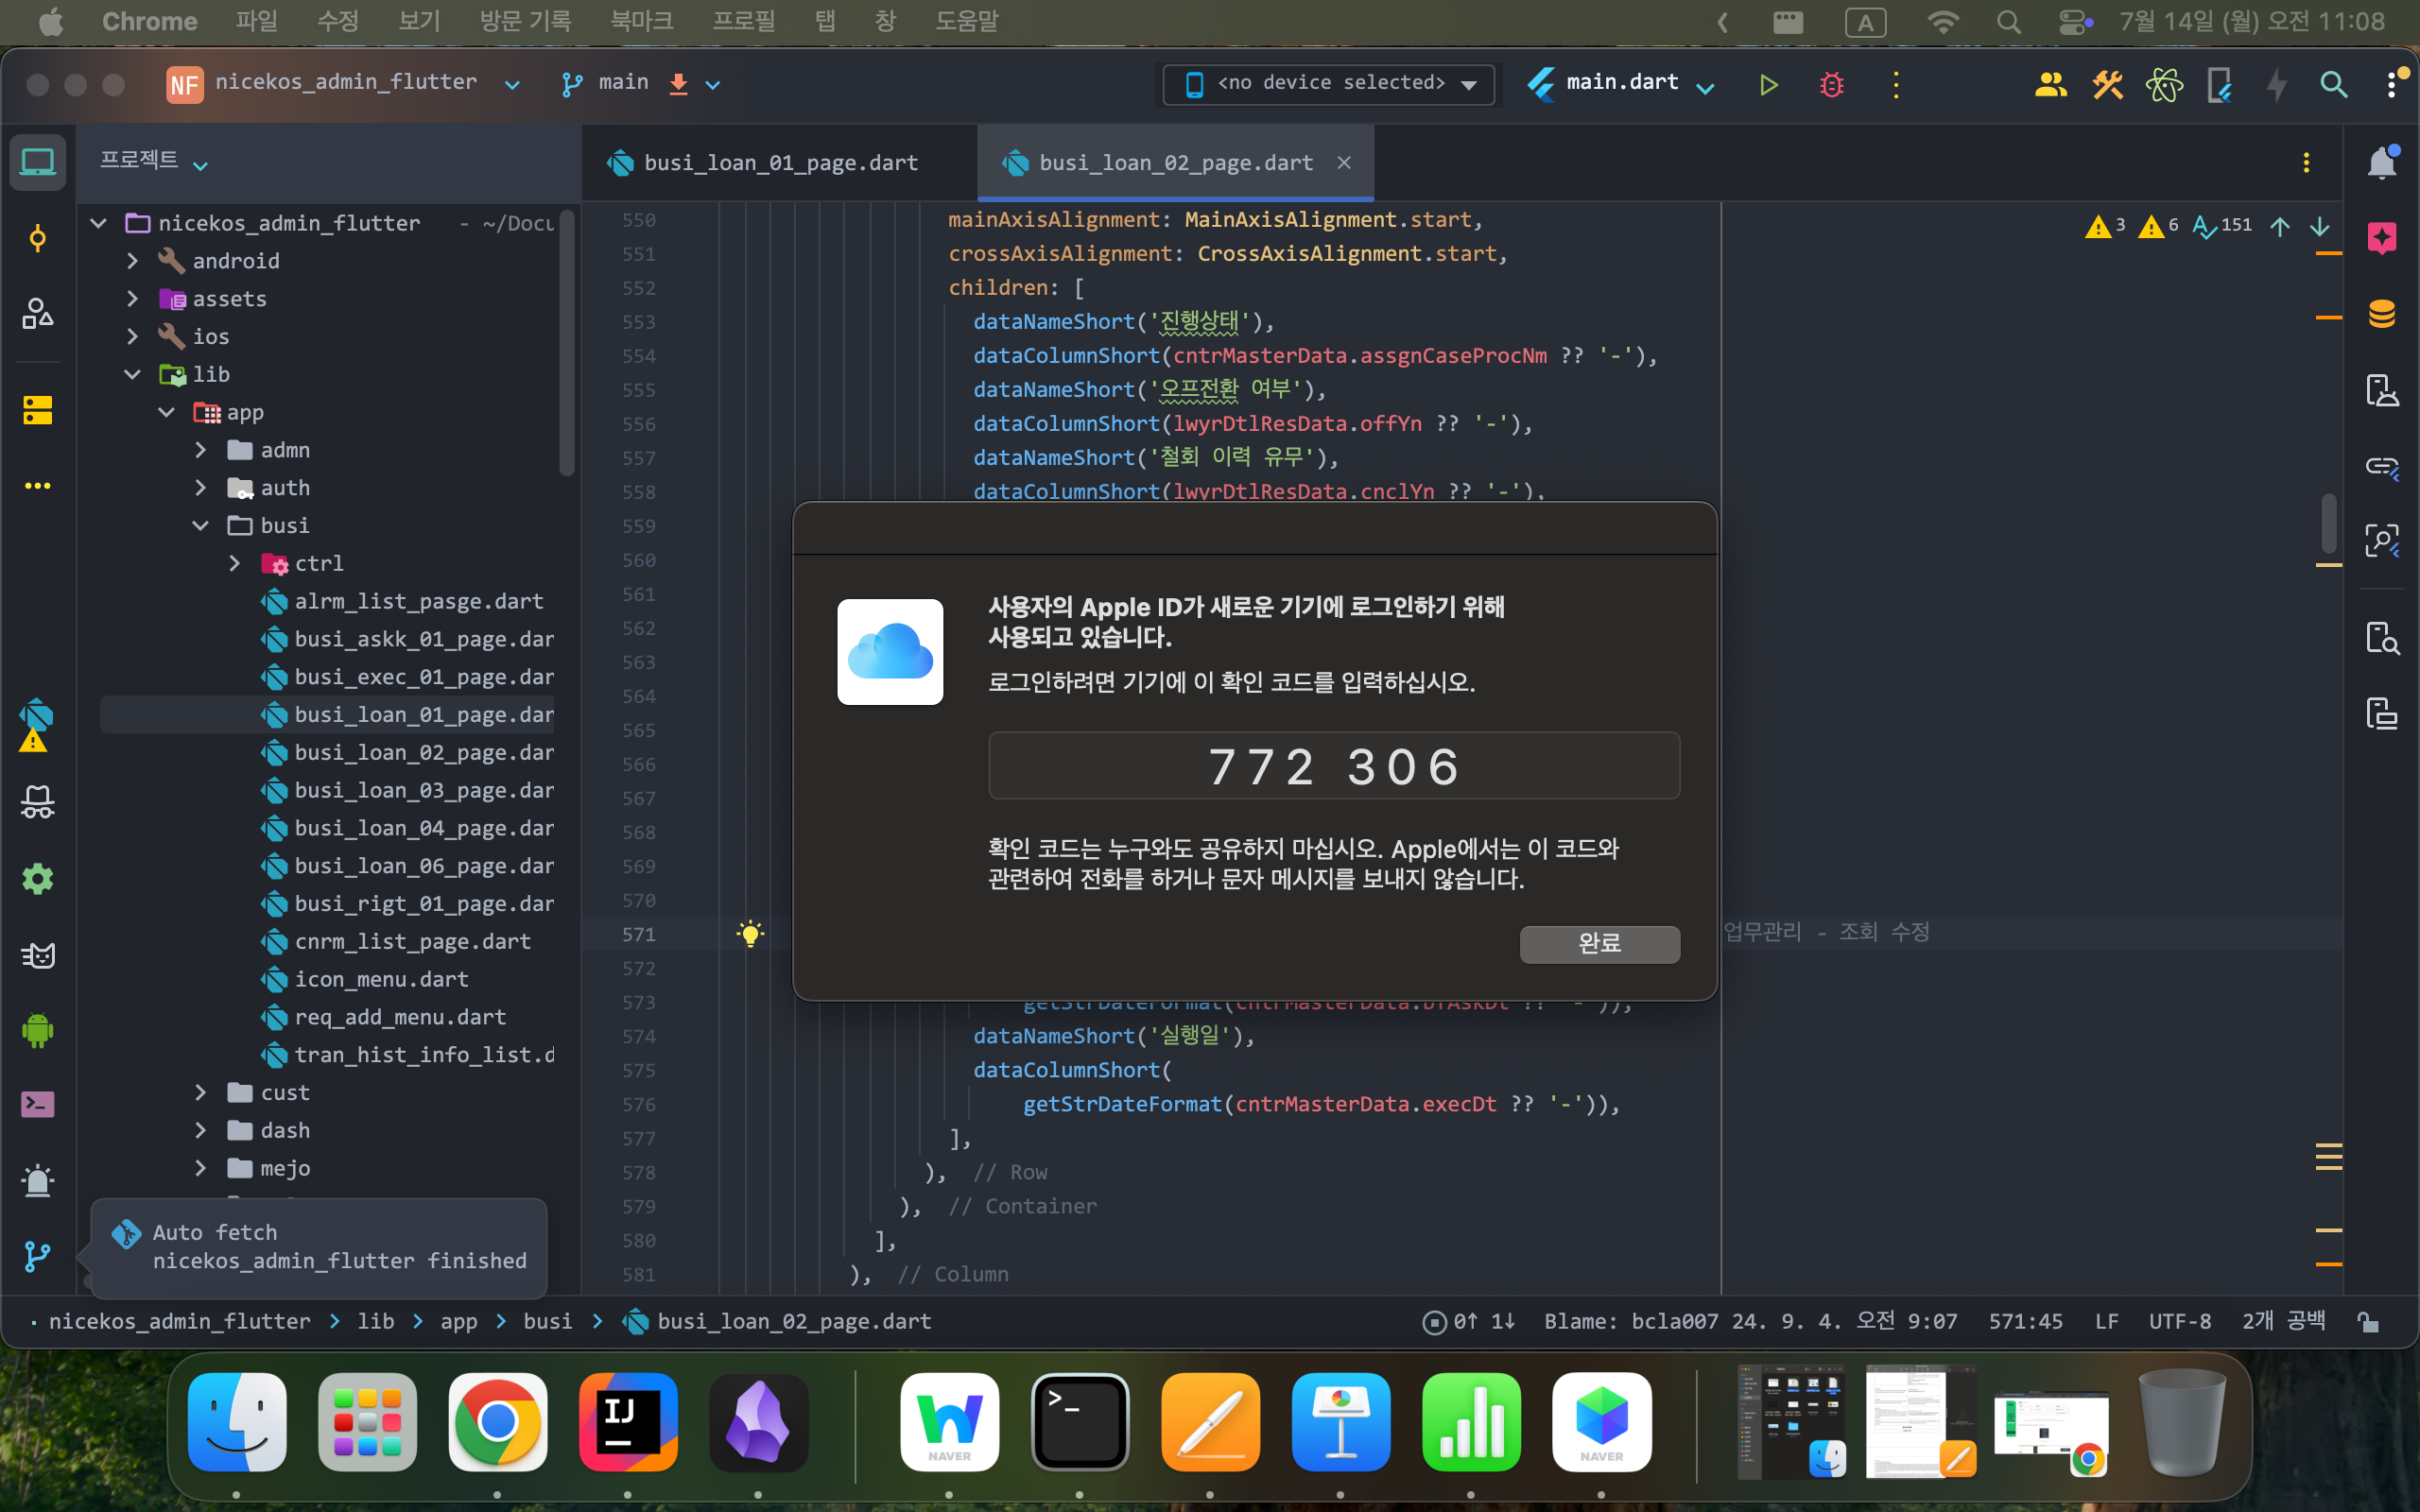 Chrome 파일 수정 보기 방문 기록 북마크 프로필 탭 창 도움말 A 7월 14일 (월) 오전 11:08
NF nicekos_admin_flutter main <no device selected> main.dart
프로젝트
busi_loan_01_page.dart busi_loan_02_page.dart
nicekos_admin_flutter - ~/Docu
android
assets
ios
lib
app
admn
auth
busi
ctrl
alrm_list_pasge.dart
busi_askk_01_page.dar
busi_exec_01_page.dar
busi_loan_01_page.dar
busi_loan_02_page.dar
busi_loan_03_page.dar
busi_loan_04_page.dar
busi_loan_06_page.dar
busi_rigt_01_page.dar
cnrm_list_page.dart
icon_menu.dart
req_add_menu.dart
tran_hist_info_list.d
cust
dash
mejo
Auto fetch
nicekos_admin_flutter finished
3 6 151
550 mainAxisAlignment: MainAxisAlignment.start,
551 crossAxisAlignment: CrossAxisAlignment.start,
552 children: [
553 dataNameShort('진행상태'),
554 dataColumnShort(cntrMasterData.assgnCaseProcNm ?? '-'),
555 dataNameShort('오프전환 여부'),
556 dataColumnShort(lwyrDtlResData.offYn ?? '-'),
557 dataNameShort('철회 이력 유무'),
558 dataColumnShort(lwyrDtlResData.cnclYn ?? '-'),
559
560
561
562
563
564
565
566
567
568
569
570
571 업무관리 - 조회 수정
572
573 getStrDateFormat(cntrMasterData.bfAskDt ?? '-')),
574 dataNameShort('실행일'),
575 dataColumnShort(
576 getStrDateFormat(cntrMasterData.execDt ?? '-')),
577 ],
578 ), // Row
579 ), // Container
580 ],
581 ), // Column
사용자의 Apple ID가 새로운 기기에 로그인하기 위해
사용되고 있습니다.
로그인하려면 기기에 이 확인 코드를 입력하십시오.
772 306
확인 코드는 누구와도 공유하지 마십시오. Apple에서는 이 코드와
관련하여 전화를 하거나 문자 메시지를 보내지 않습니다.
완료
nicekos_admin_flutter > lib > app > busi > busi_loan_02_page.dart 0↑ 1↓ Blame: bcla007 24. 9. 4. 오전 9:07 571:45 LF UTF-8 2개 공백
IJ
NAVER
>_
NAVER